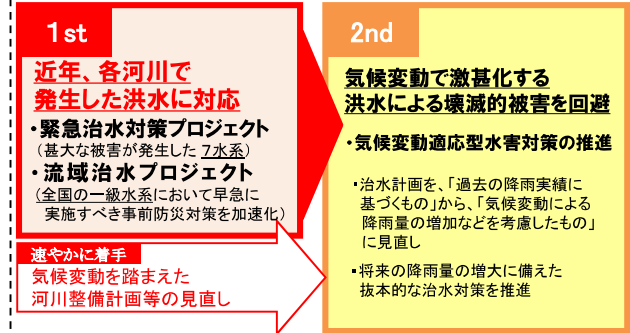 1st
近年、各河川で
発生した洪水に対応
・緊急治水対策プロジェクト
（甚大な被害が発生した 7水系）
・流域治水プロジェクト
（全国の一級水系において早急に
実施すべき事前防災対策を加速化）
速やかに着手
気候変動を踏まえた
河川整備計画等の見直し
2nd
気候変動で激甚化する
洪水による壊滅的被害を回避
・気候変動適応型水害対策の推進
・治水計画を、「過去の降雨実績に
基づくもの」から、「気候変動による
降雨量の増加などを考慮したもの」
に見直し
・将来の降雨量の増大に備えた
抜本的な治水対策を推進